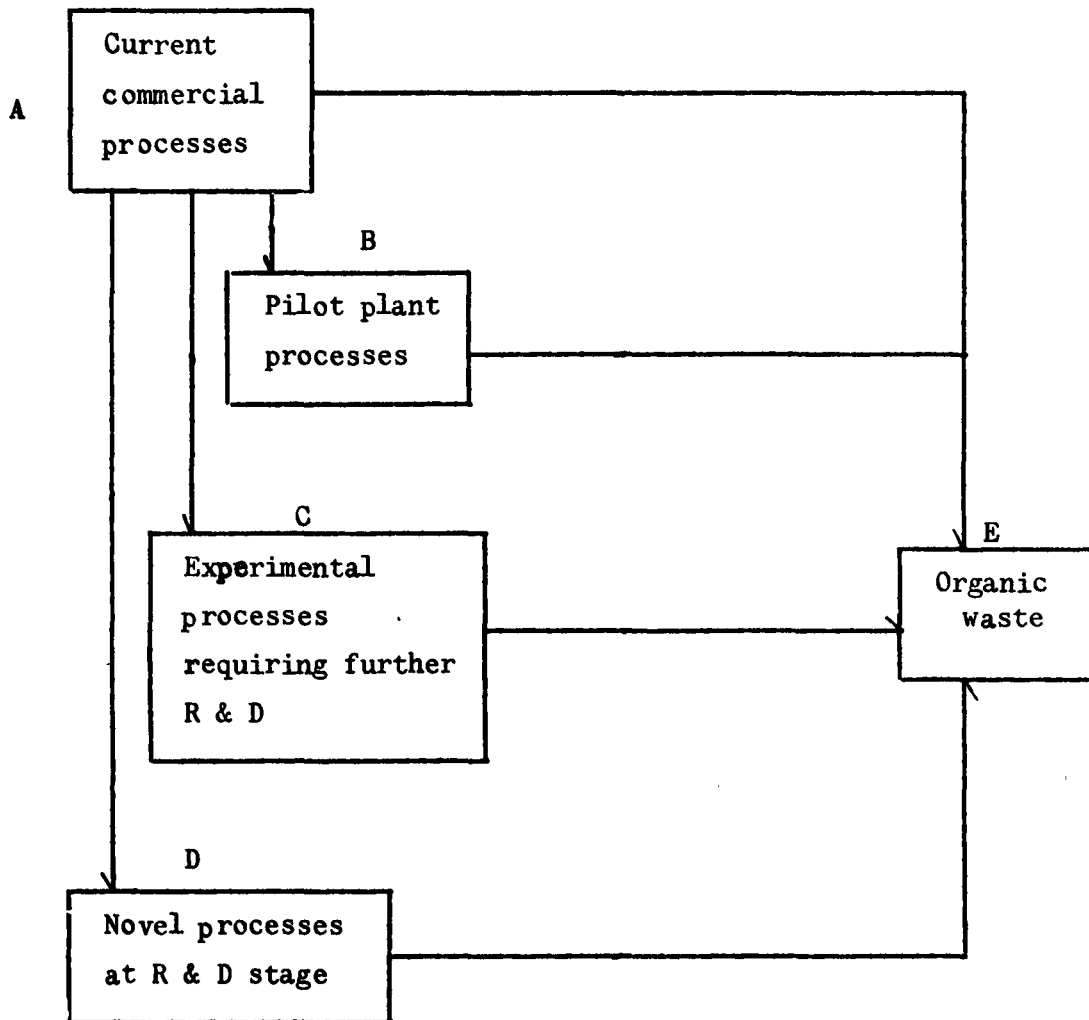 Current
commercial
processes
A
B
Pilot plant
processes
C
Experimental
processes
requiring further
R & D
E
Organic
waste
D
Novel processes
at R & D stage